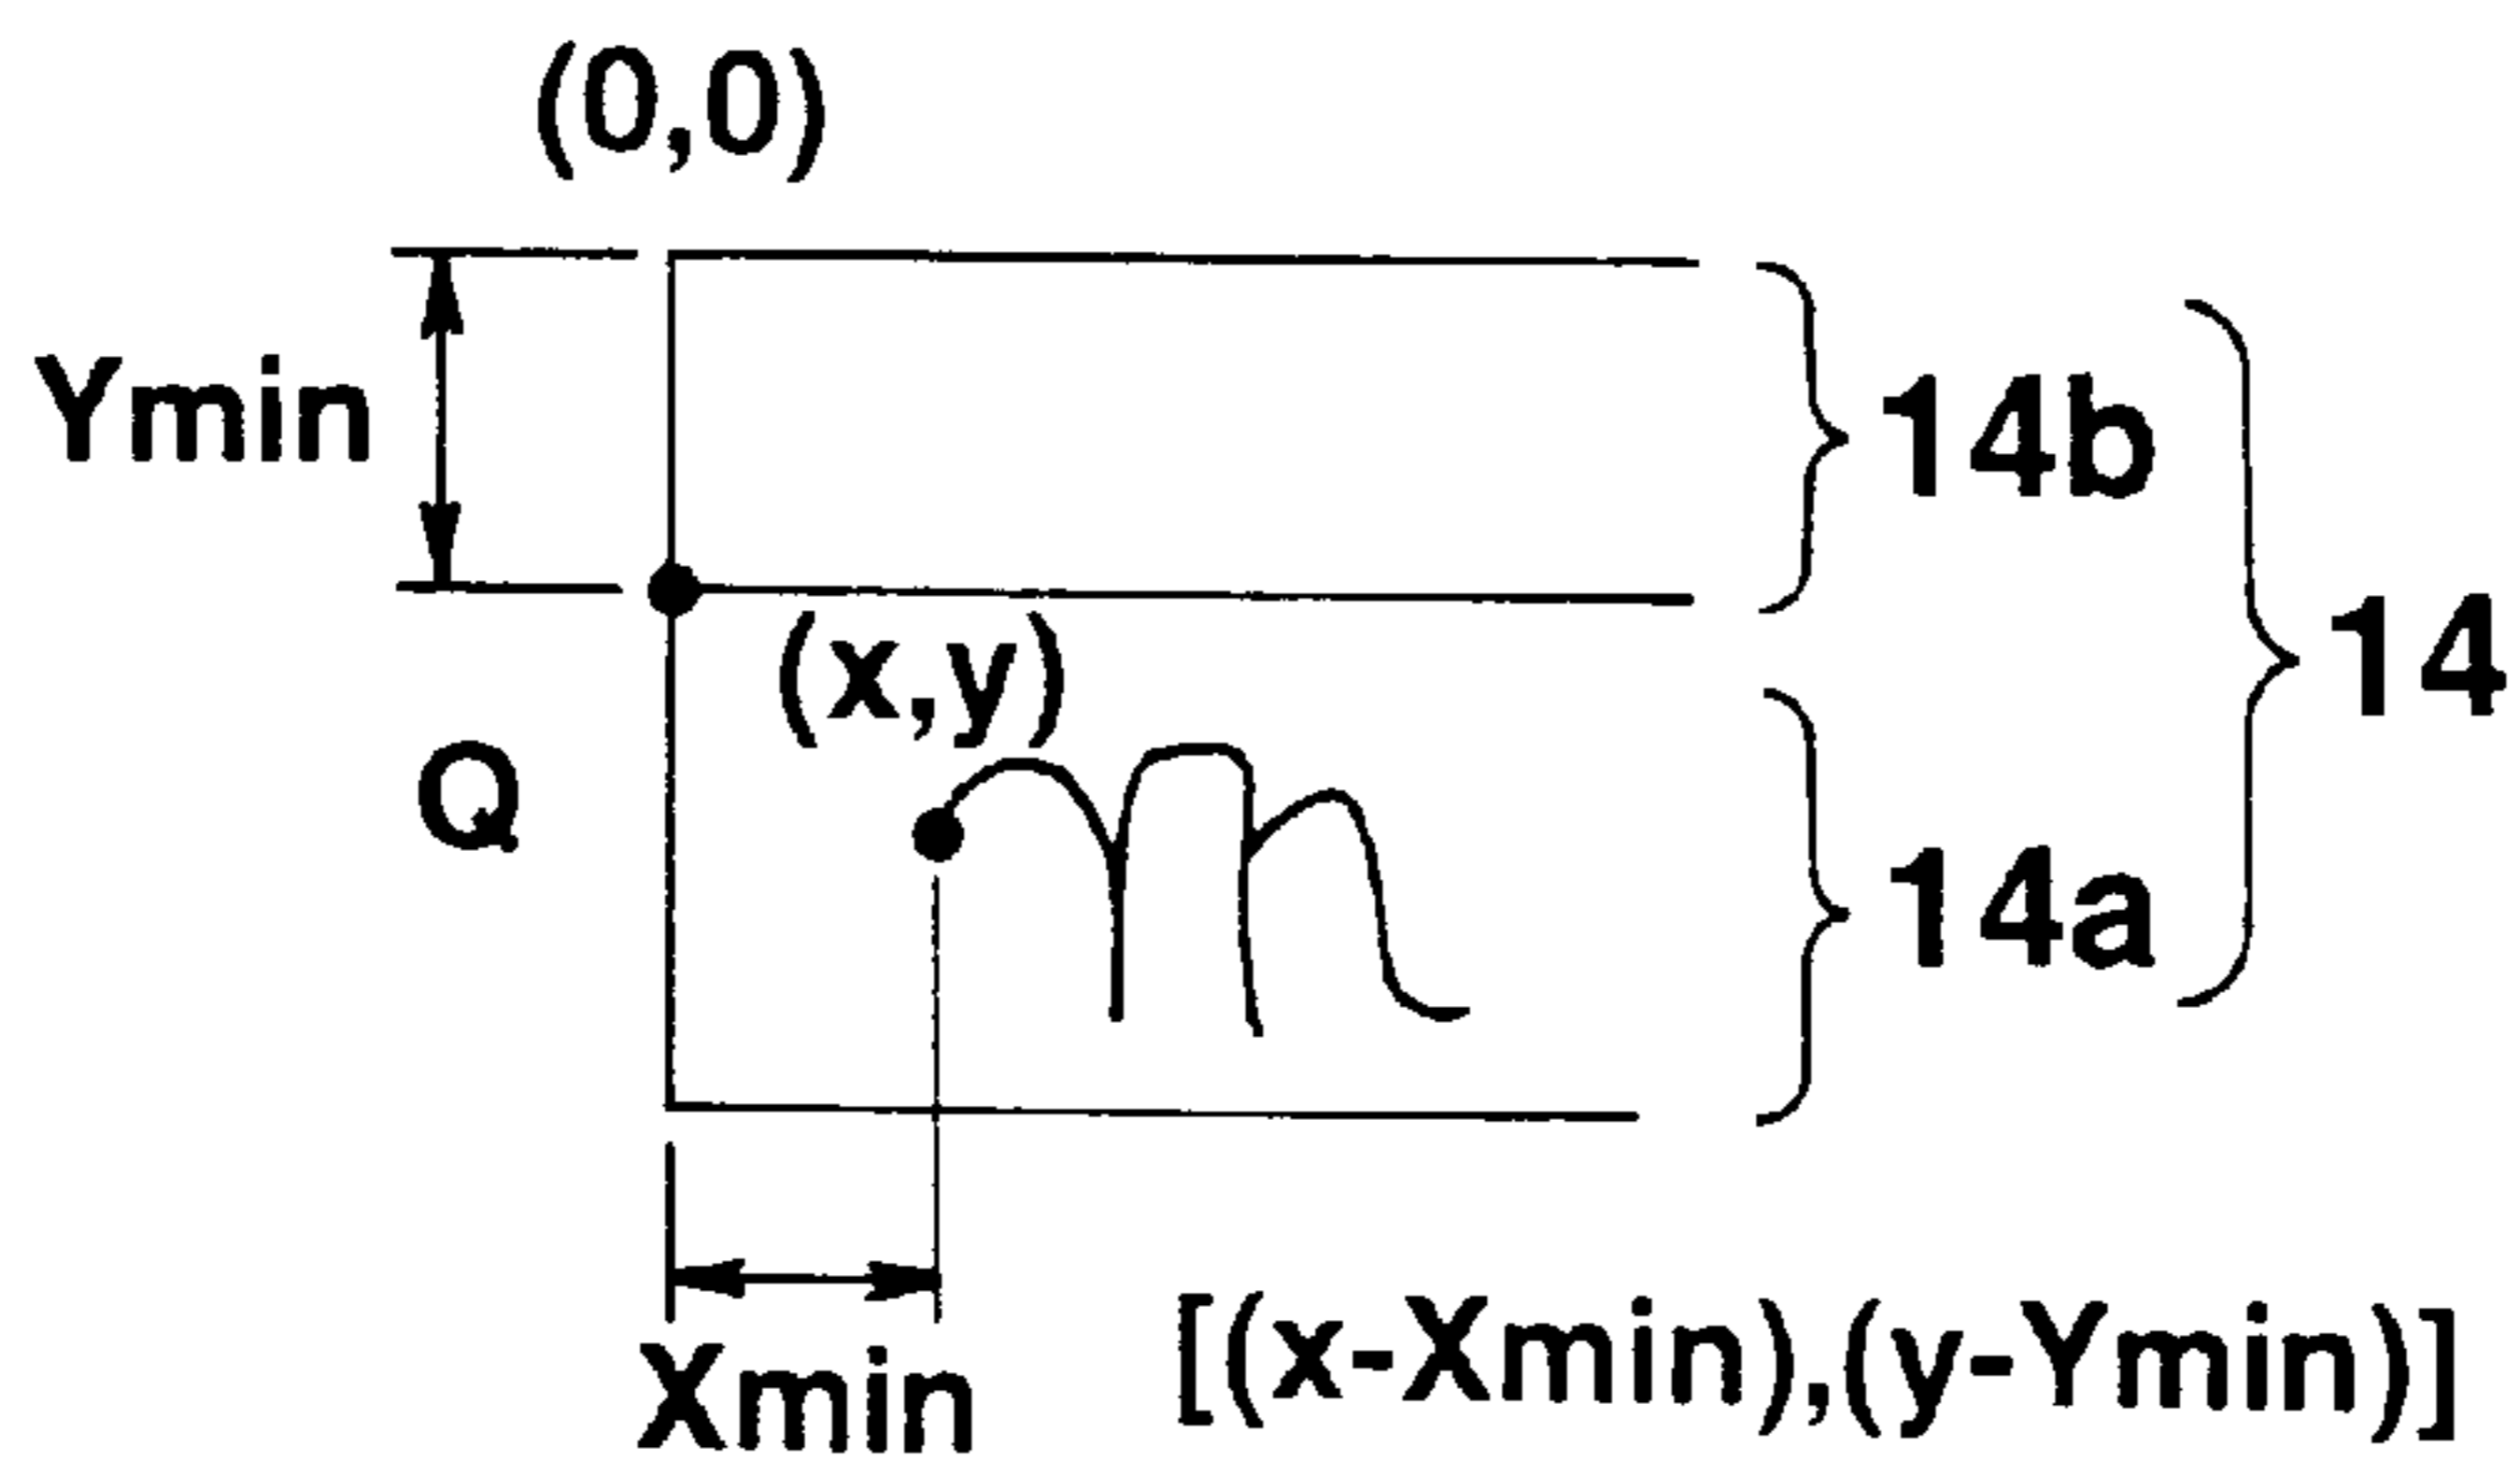 (0,0)
Ymin
14b
14
(x,y)
Q
m
14a
Xmin
[(x-Xmin),(y-Ymin)]